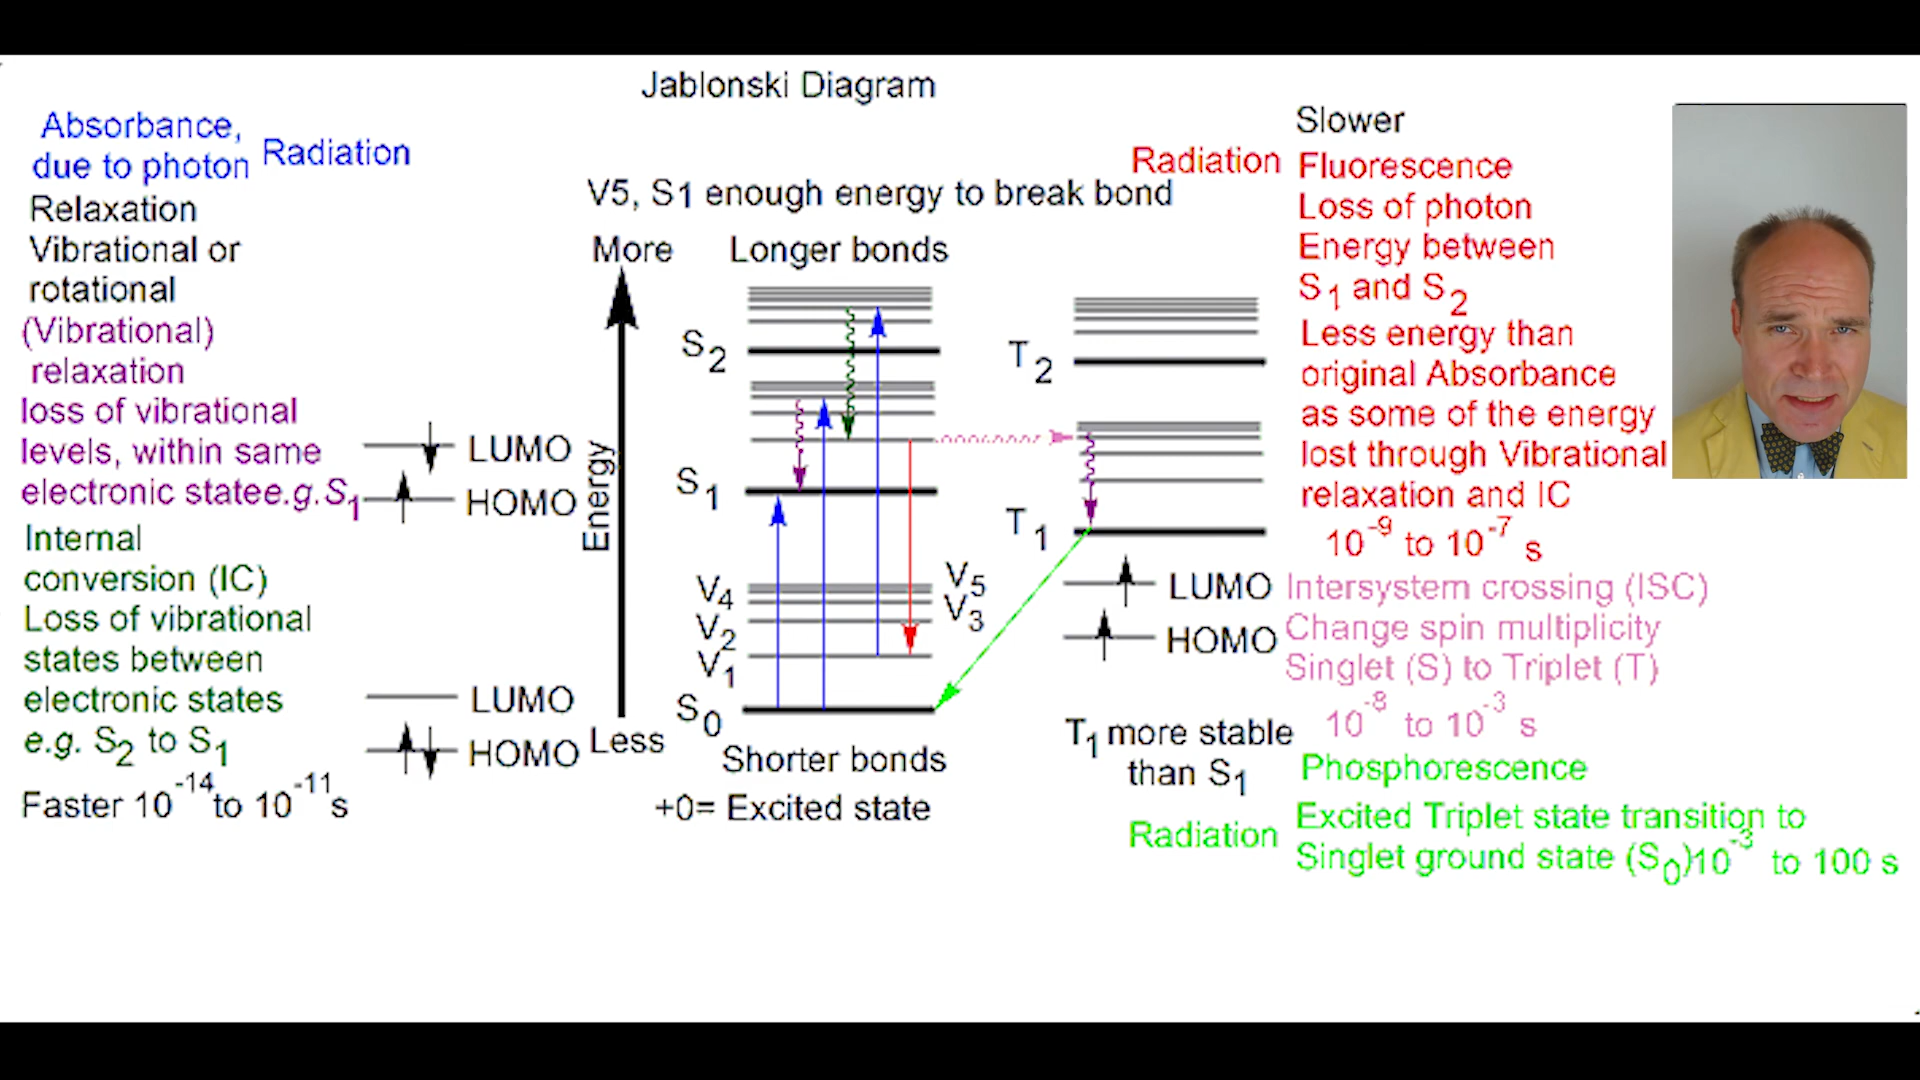 Jablonski Diagram
Absorbance,
due to photon
Radiation
Relaxation
Vibrational or
rotational
(Vibrational)
relaxation
loss of vibrational
levels, within same
electronic statee.g.S1
Internal
conversion (IC)
Loss of vibrational
states between
electronic states
e.g. S2 to S1
Faster 10^-14 to 10^-11 s
LUMO
HOMO
LUMO
HOMO
V5, S1 enough energy to break bond
More
Energy
Less
Longer bonds
S2
S1
V4
V5
V3
V2
V1
S0
Shorter bonds
+0= Excited state
T2
T1
LUMO
HOMO
T1 more stable
than S1
Slower
Radiation
Fluorescence
Loss of photon
Energy between
S1 and S2
Less energy than
original Absorbance
as some of the energy
lost through Vibrational
relaxation and IC
10^-9 to 10^-7 s
Intersystem crossing (ISC)
Change spin multiplicity
Singlet (S) to Triplet (T)
10^-8 to 10^-3 s
Phosphorescence
Radiation
Excited Triplet state transition to
Singlet ground state (S0)10^-3 to 100 s